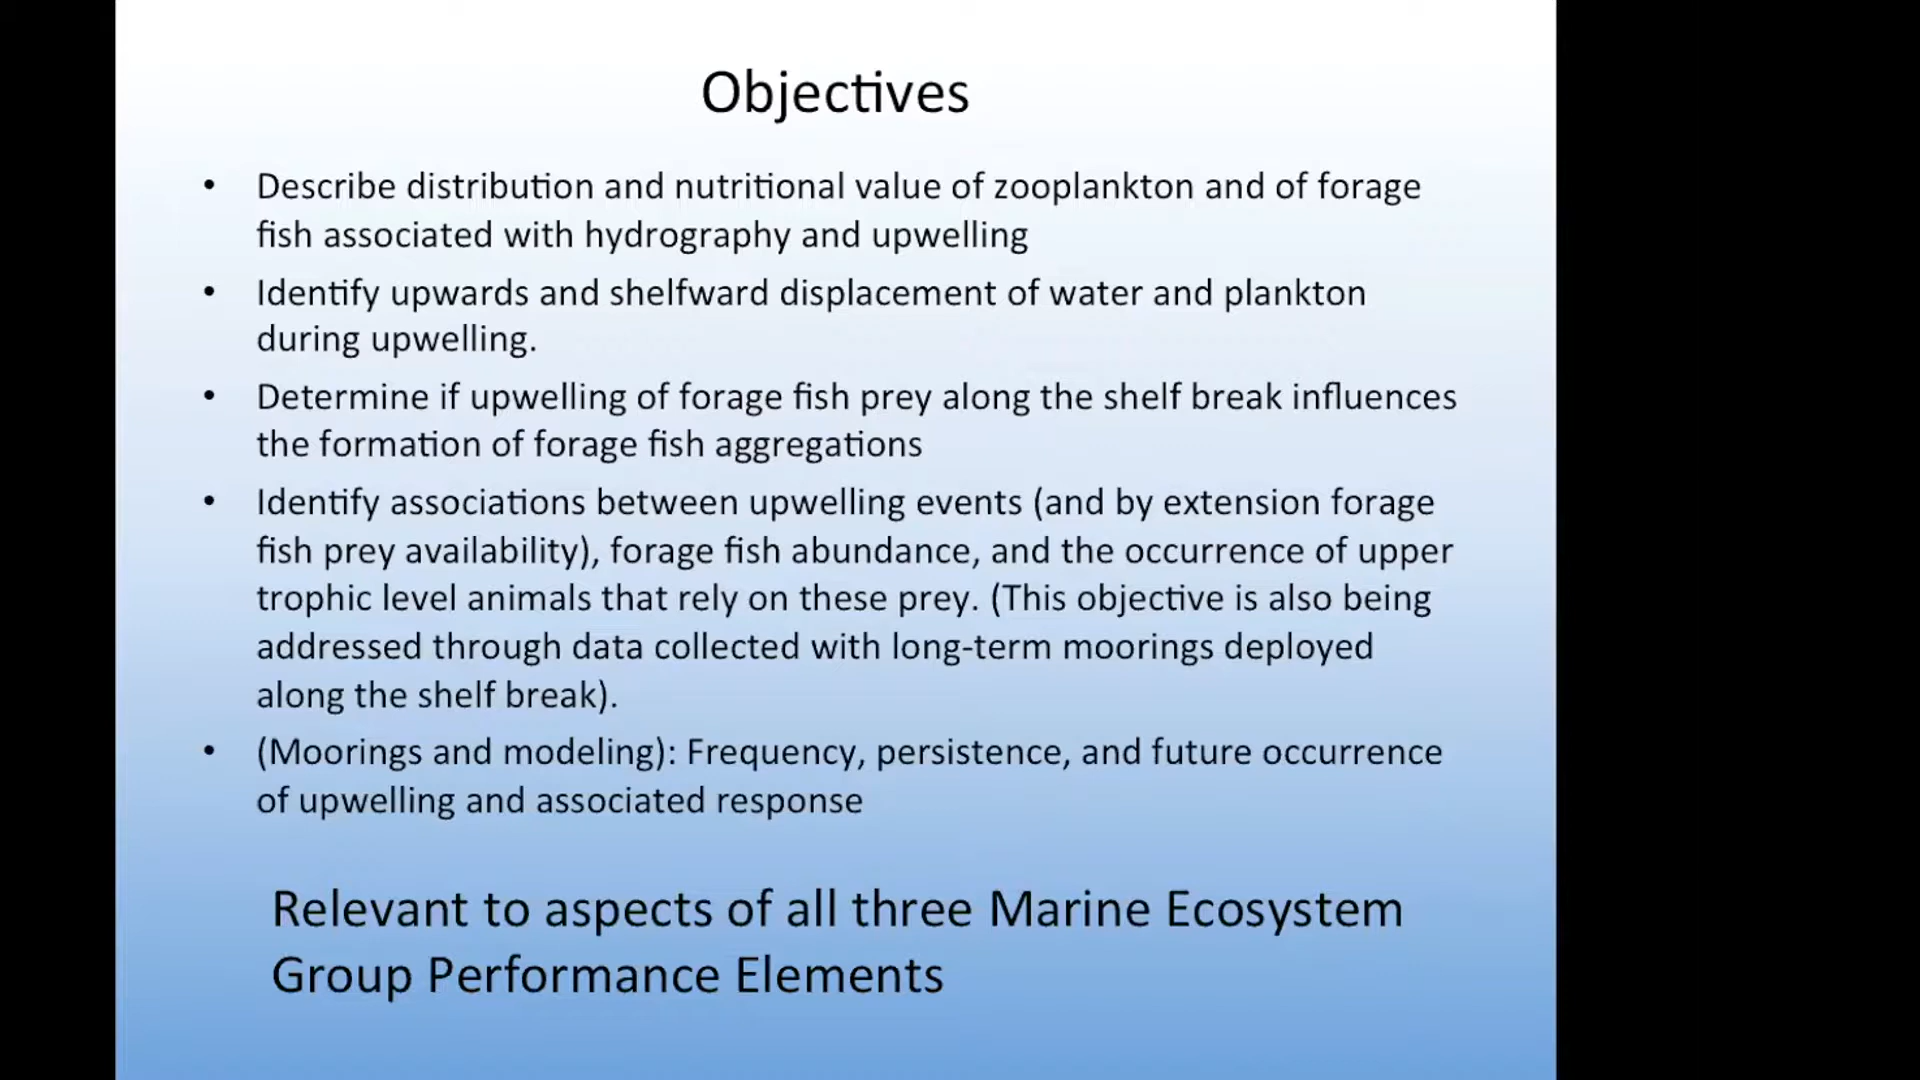 Objectives
• Describe distribution and nutritional value of zooplankton and of forage
fish associated with hydrography and upwelling
• Identify upwards and shelfward displacement of water and plankton
during upwelling.
• Determine if upwelling of forage fish prey along the shelf break influences
the formation of forage fish aggregations
• Identify associations between upwelling events (and by extension forage
fish prey availability), forage fish abundance, and the occurrence of upper
trophic level animals that rely on these prey. (This objective is also being
addressed through data collected with long-term moorings deployed
along the shelf break).
• (Moorings and modeling): Frequency, persistence, and future occurrence
of upwelling and associated response
Relevant to aspects of all three Marine Ecosystem
Group Performance Elements